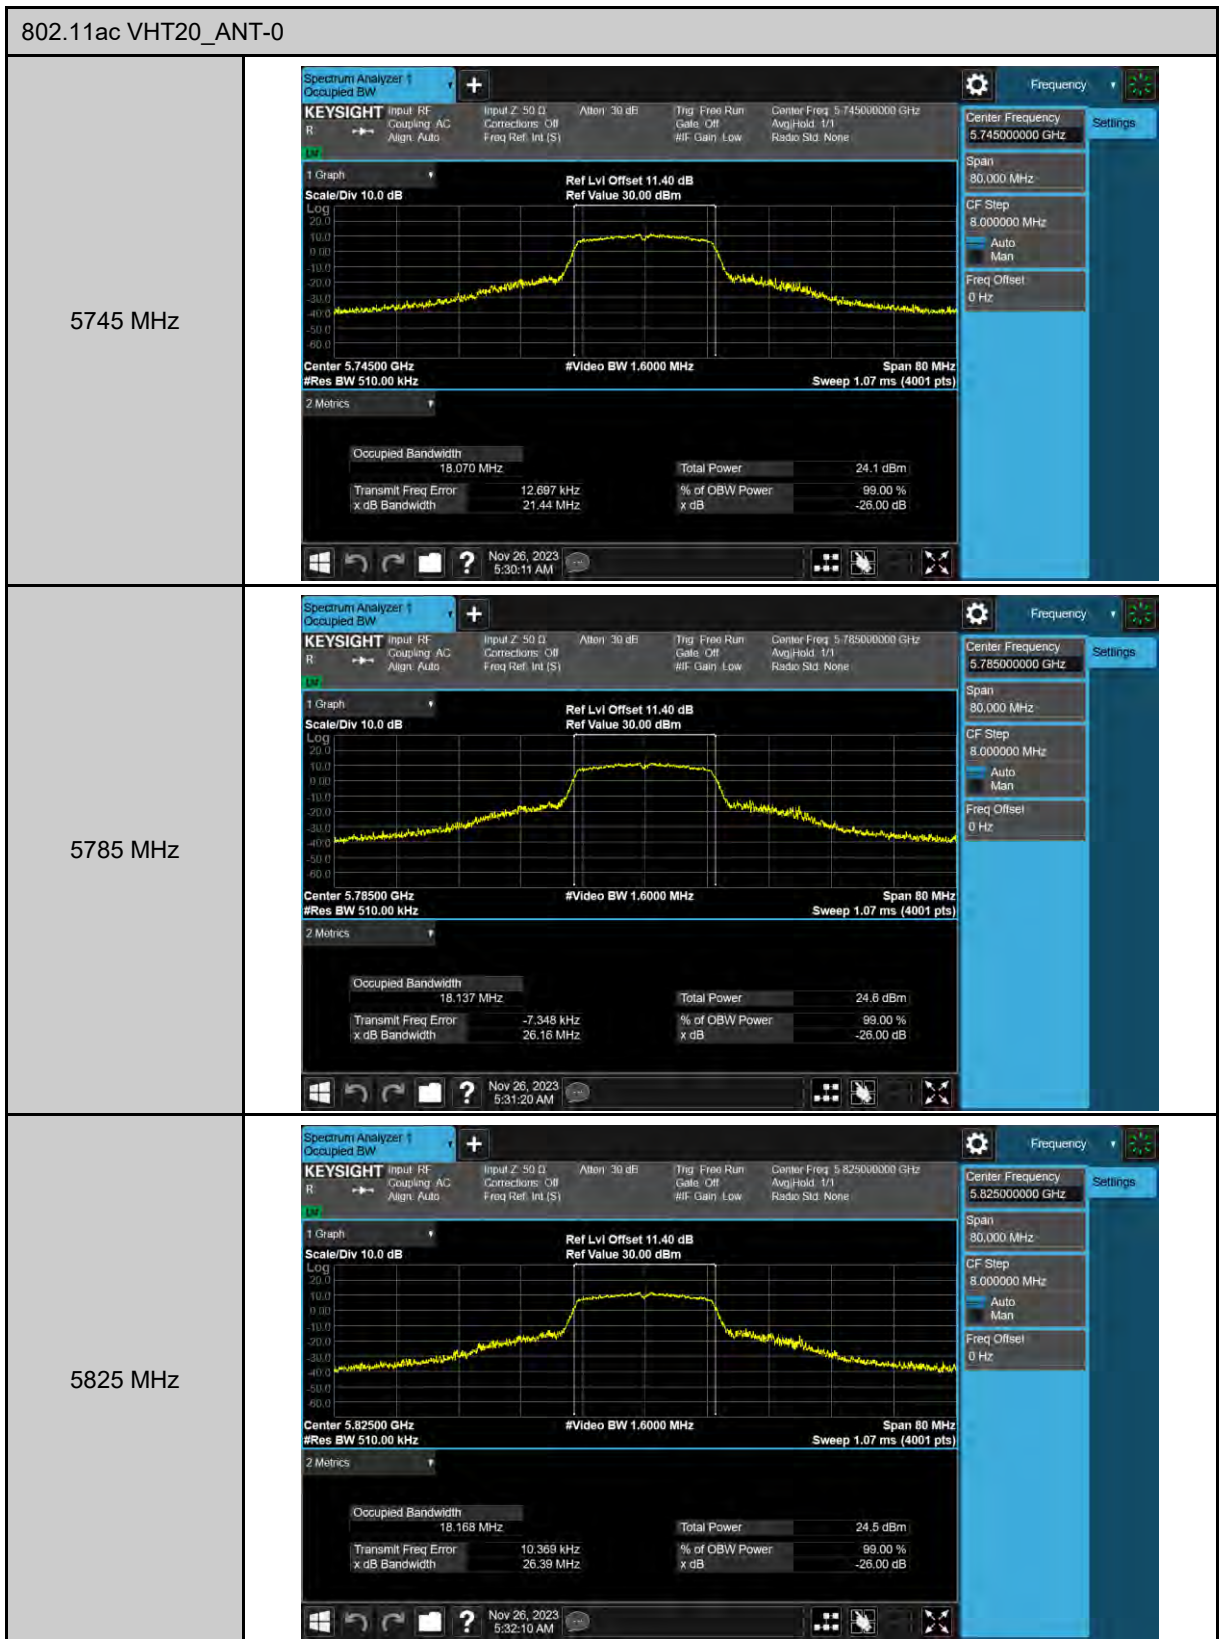 802.11ac VHT20_ANT-0
5745 MHz
Spectrum Analyzer 1
Occupied BW
Frequency
KEYSIGHT Input: RF Input Z: 50 Ω Atten: 30 dB Trig: Free Run Center Freq: 5.745000000 GHz
R Coupling: AC Corrections: Off Gate: Off Avg|Hold: 1/1
Align: Auto Freq Ref: Int (S) #IF Gain: Low Radio Std: None
Center Frequency
5.745000000 GHz
Settings
Span
80.000 MHz
CF Step
8.000000 MHz
Auto
Man
Freq Offset
0 Hz
1 Graph
Scale/Div 10.0 dB
Ref Lvl Offset 11.40 dB
Ref Value 30.00 dBm
Log
20.0
10.0
0.00
-10.0
-20.0
-30.0
-40.0
-50.0
-60.0
Center 5.74500 GHz #Video BW 1.6000 MHz Span 80 MHz
#Res BW 510.00 kHz Sweep 1.07 ms (4001 pts)
2 Metrics
Occupied Bandwidth
18.070 MHz Total Power 24.1 dBm
Transmit Freq Error 12.697 kHz % of OBW Power 99.00 %
x dB Bandwidth 21.44 MHz x dB -26.00 dB
Nov 26, 2023
5:30:11 AM
5785 MHz
Spectrum Analyzer 1
Occupied BW
Frequency
KEYSIGHT Input: RF Input Z: 50 Ω Atten: 30 dB Trig: Free Run Center Freq: 5.785000000 GHz
R Coupling: AC Corrections: Off Gate: Off Avg|Hold: 1/1
Align: Auto Freq Ref: Int (S) #IF Gain: Low Radio Std: None
Center Frequency
5.785000000 GHz
Settings
Span
80.000 MHz
CF Step
8.000000 MHz
Auto
Man
Freq Offset
0 Hz
1 Graph
Scale/Div 10.0 dB
Ref Lvl Offset 11.40 dB
Ref Value 30.00 dBm
Log
20.0
10.0
0.00
-10.0
-20.0
-30.0
-40.0
-50.0
-60.0
Center 5.78500 GHz #Video BW 1.6000 MHz Span 80 MHz
#Res BW 510.00 kHz Sweep 1.07 ms (4001 pts)
2 Metrics
Occupied Bandwidth
18.137 MHz Total Power 24.6 dBm
Transmit Freq Error -7.348 kHz % of OBW Power 99.00 %
x dB Bandwidth 26.16 MHz x dB -26.00 dB
Nov 26, 2023
5:31:20 AM
5825 MHz
Spectrum Analyzer 1
Occupied BW
Frequency
KEYSIGHT Input: RF Input Z: 50 Ω Atten: 30 dB Trig: Free Run Center Freq: 5.825000000 GHz
R Coupling: AC Corrections: Off Gate: Off Avg|Hold: 1/1
Align: Auto Freq Ref: Int (S) #IF Gain: Low Radio Std: None
Center Frequency
5.825000000 GHz
Settings
Span
80.000 MHz
CF Step
8.000000 MHz
Auto
Man
Freq Offset
0 Hz
1 Graph
Scale/Div 10.0 dB
Ref Lvl Offset 11.40 dB
Ref Value 30.00 dBm
Log
20.0
10.0
0.00
-10.0
-20.0
-30.0
-40.0
-50.0
-60.0
Center 5.82500 GHz #Video BW 1.6000 MHz Span 80 MHz
#Res BW 510.00 kHz Sweep 1.07 ms (4001 pts)
2 Metrics
Occupied Bandwidth
18.168 MHz Total Power 24.5 dBm
Transmit Freq Error 10.369 kHz % of OBW Power 99.00 %
x dB Bandwidth 26.39 MHz x dB -26.00 dB
Nov 26, 2023
5:32:10 AM